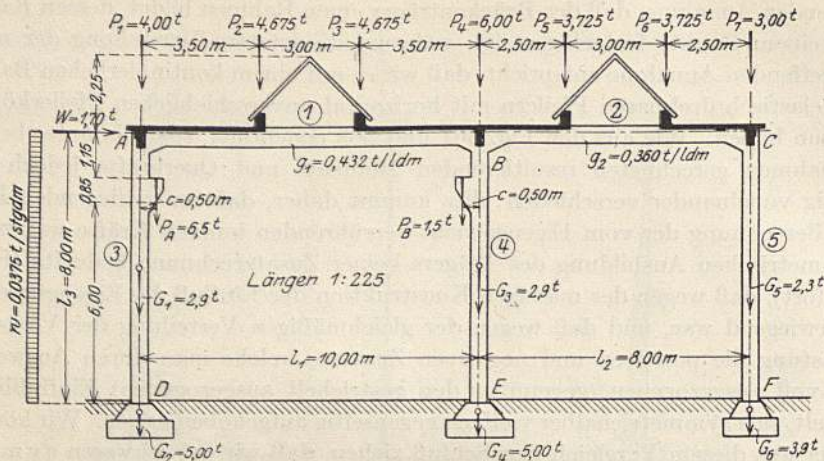 P₁=4,00ᵗ P₂=4,675ᵗ P₃=4,675ᵗ P₄=6,00ᵗ P₅=3,725ᵗ P₆=3,725ᵗ P₇=3,00ᵗ
3,50m 3,00m 3,50m 2,50m 3,00m 2,50m
2,25
W=1,70ᵗ
A
①
②
C
g₁=0,432 t/ldm
B
g₂=0,360 t/ldm
1,15
0,85
c=0,50m
c=0,50m
P_A=6,5ᵗ
P_B=1,5ᵗ
w=0,0375 t/stgdm
l₃=8,00m
6,00
③
④
⑤
Längen 1:225
G₁=2,9ᵗ
G₃=2,9ᵗ
G₅=2,3ᵗ
l₁=10,00m
l₂=8,00m
D
E
F
G₂=5,00ᵗ
G₄=5,00ᵗ
G₆=3,9ᵗ